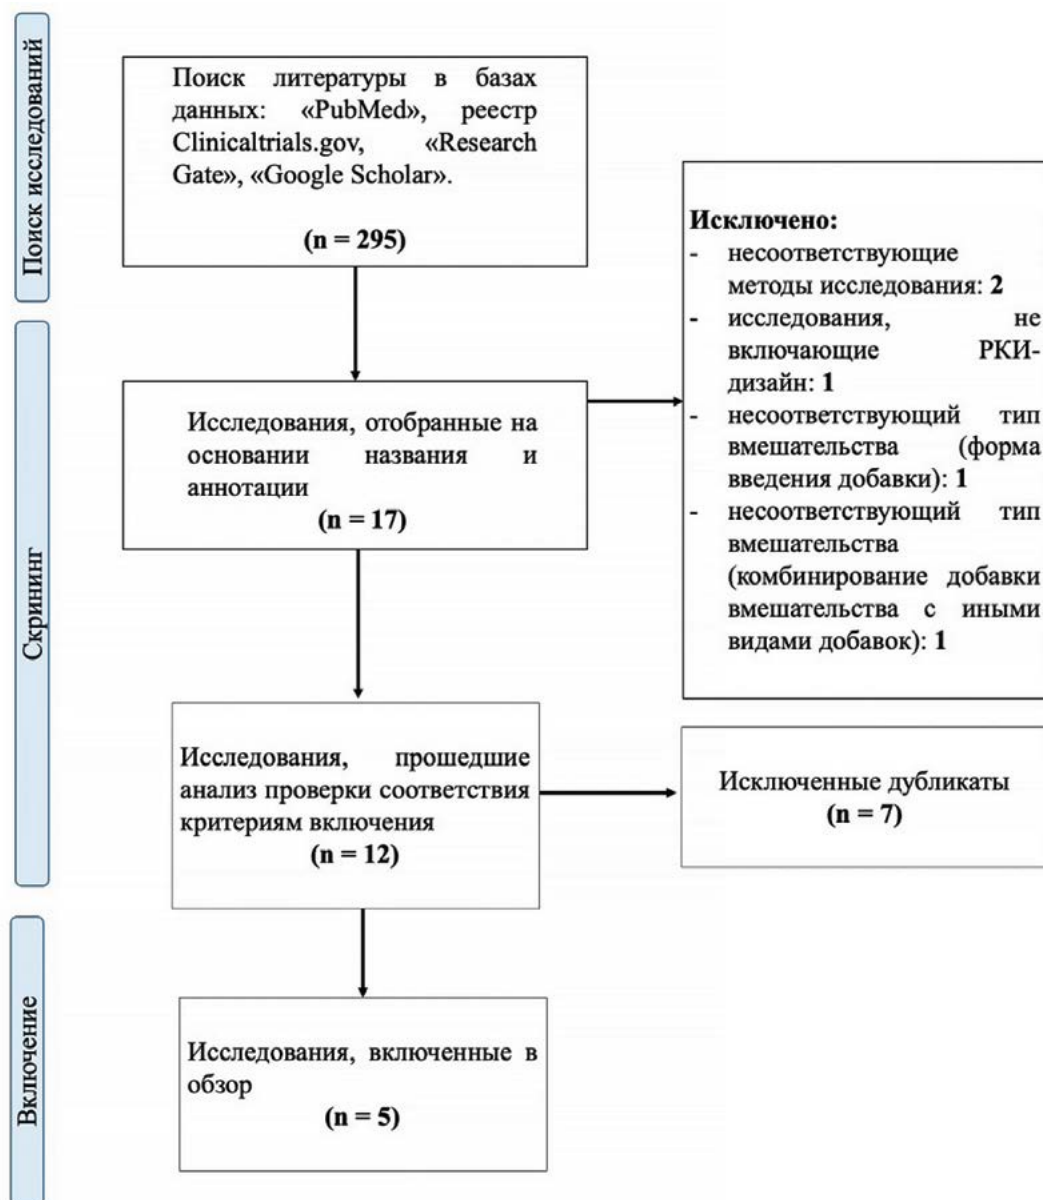 Поиск исследований
Поиск литературы в базах
данных: «PubMed», реестр
Clinicaltrials.gov, «Research
Gate», «Google Scholar».
(n = 295)
Скрининг
Исследования, отобранные на
основании названия и
аннотации
(n = 17)
Исключено:
- несоответствующие
методы исследования: 2
- исследования, не
включающие РКИ-
дизайн: 1
- несоответствующий тип
вмешательства (форма
введения добавки): 1
- несоответствующий тип
вмешательства
(комбинирование добавки
вмешательства с иными
видами добавок): 1
Исследования, прошедшие
анализ проверки соответствия
критериям включения
(n = 12)
Исключенные дубликаты
(n = 7)
Включение
Исследования, включенные в
обзор
(n = 5)